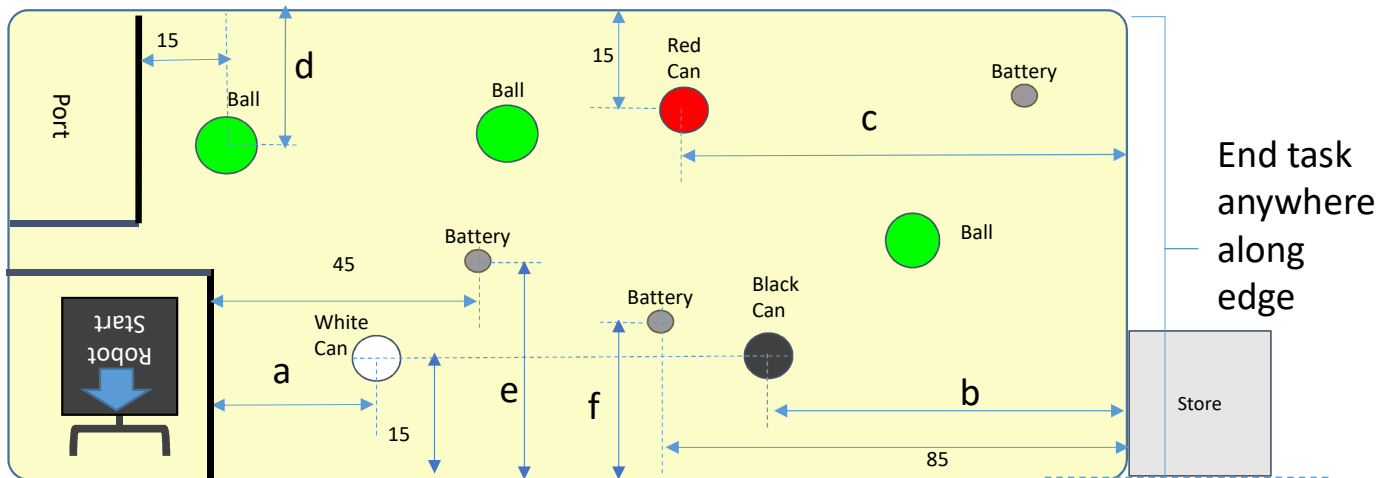 15
d
Port
Ball
Ball
15
Red
Can
Battery
c
End task
anywhere
along
edge
Ball
Battery
45
Robot
Start
White
Can
a
15
e
f
Battery
Black
Can
b
85
Store